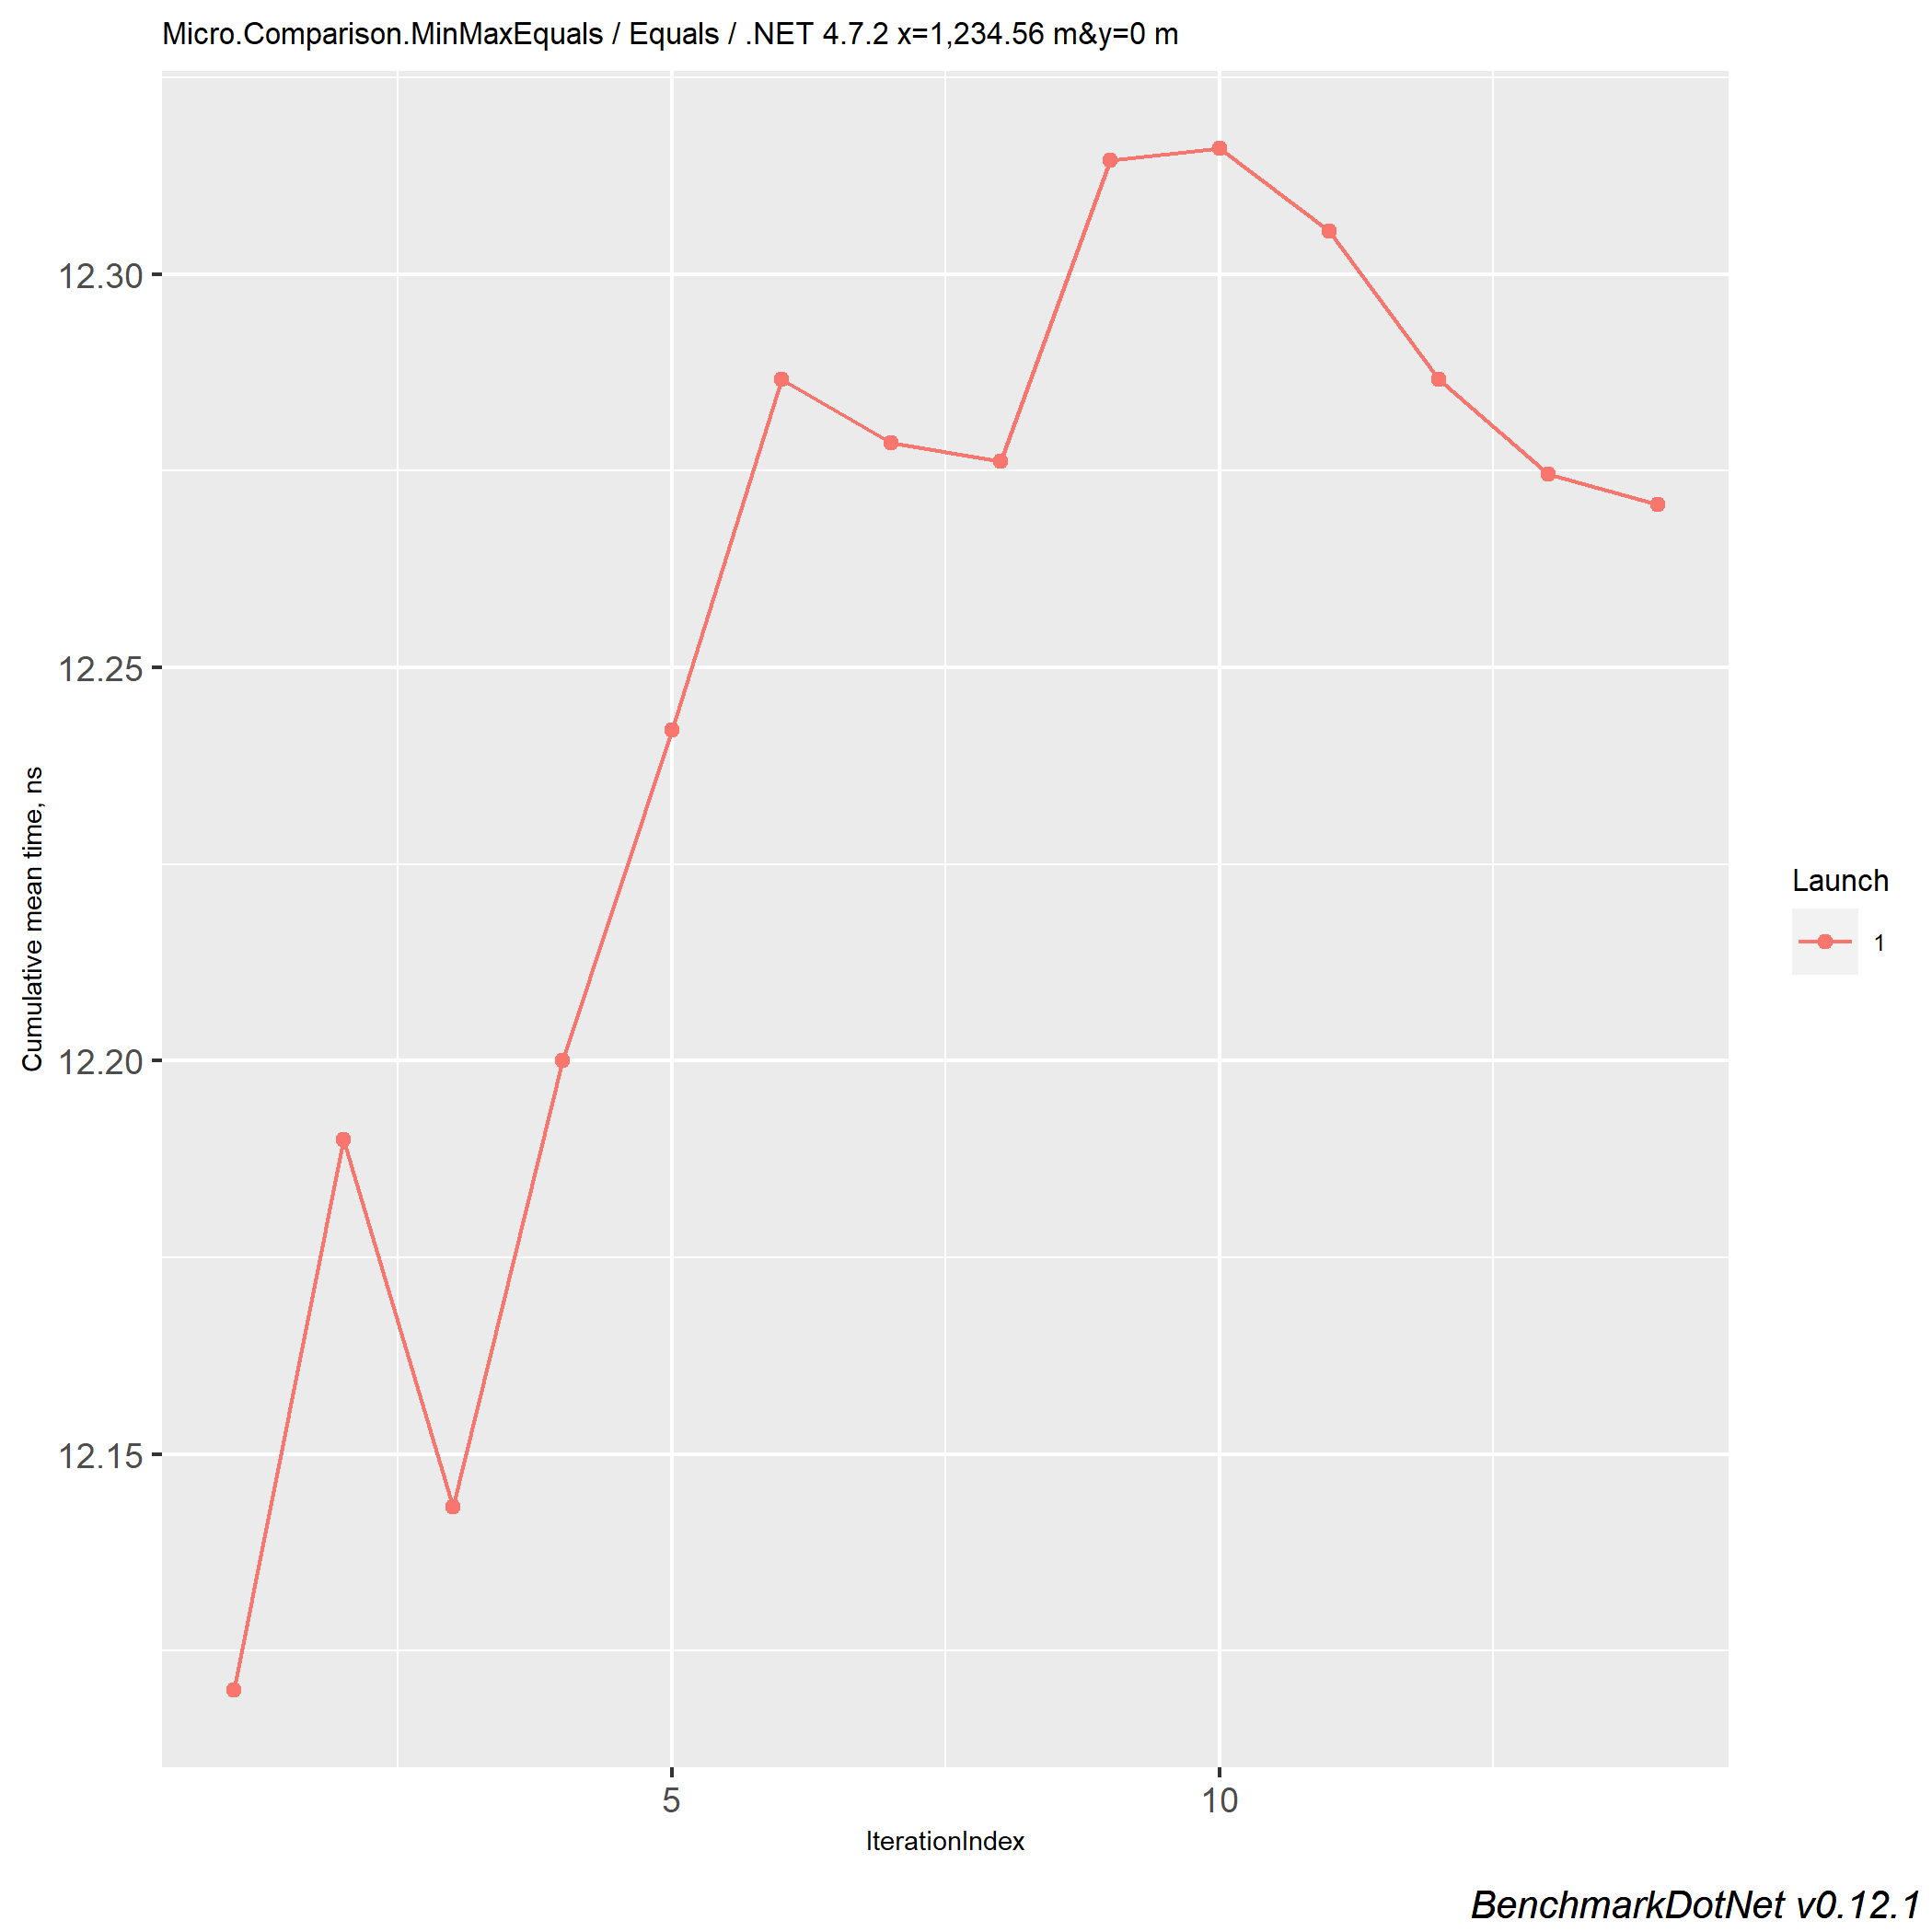 Micro.Comparison.MinMaxEquals / Equals / .NET 4.7.2 x=1,234.56 m&y=0 m
12.30
12.25
12.20
12.15
Cumulative mean time, ns
5
10
IterationIndex
Launch
1
BenchmarkDotNet v0.12.1